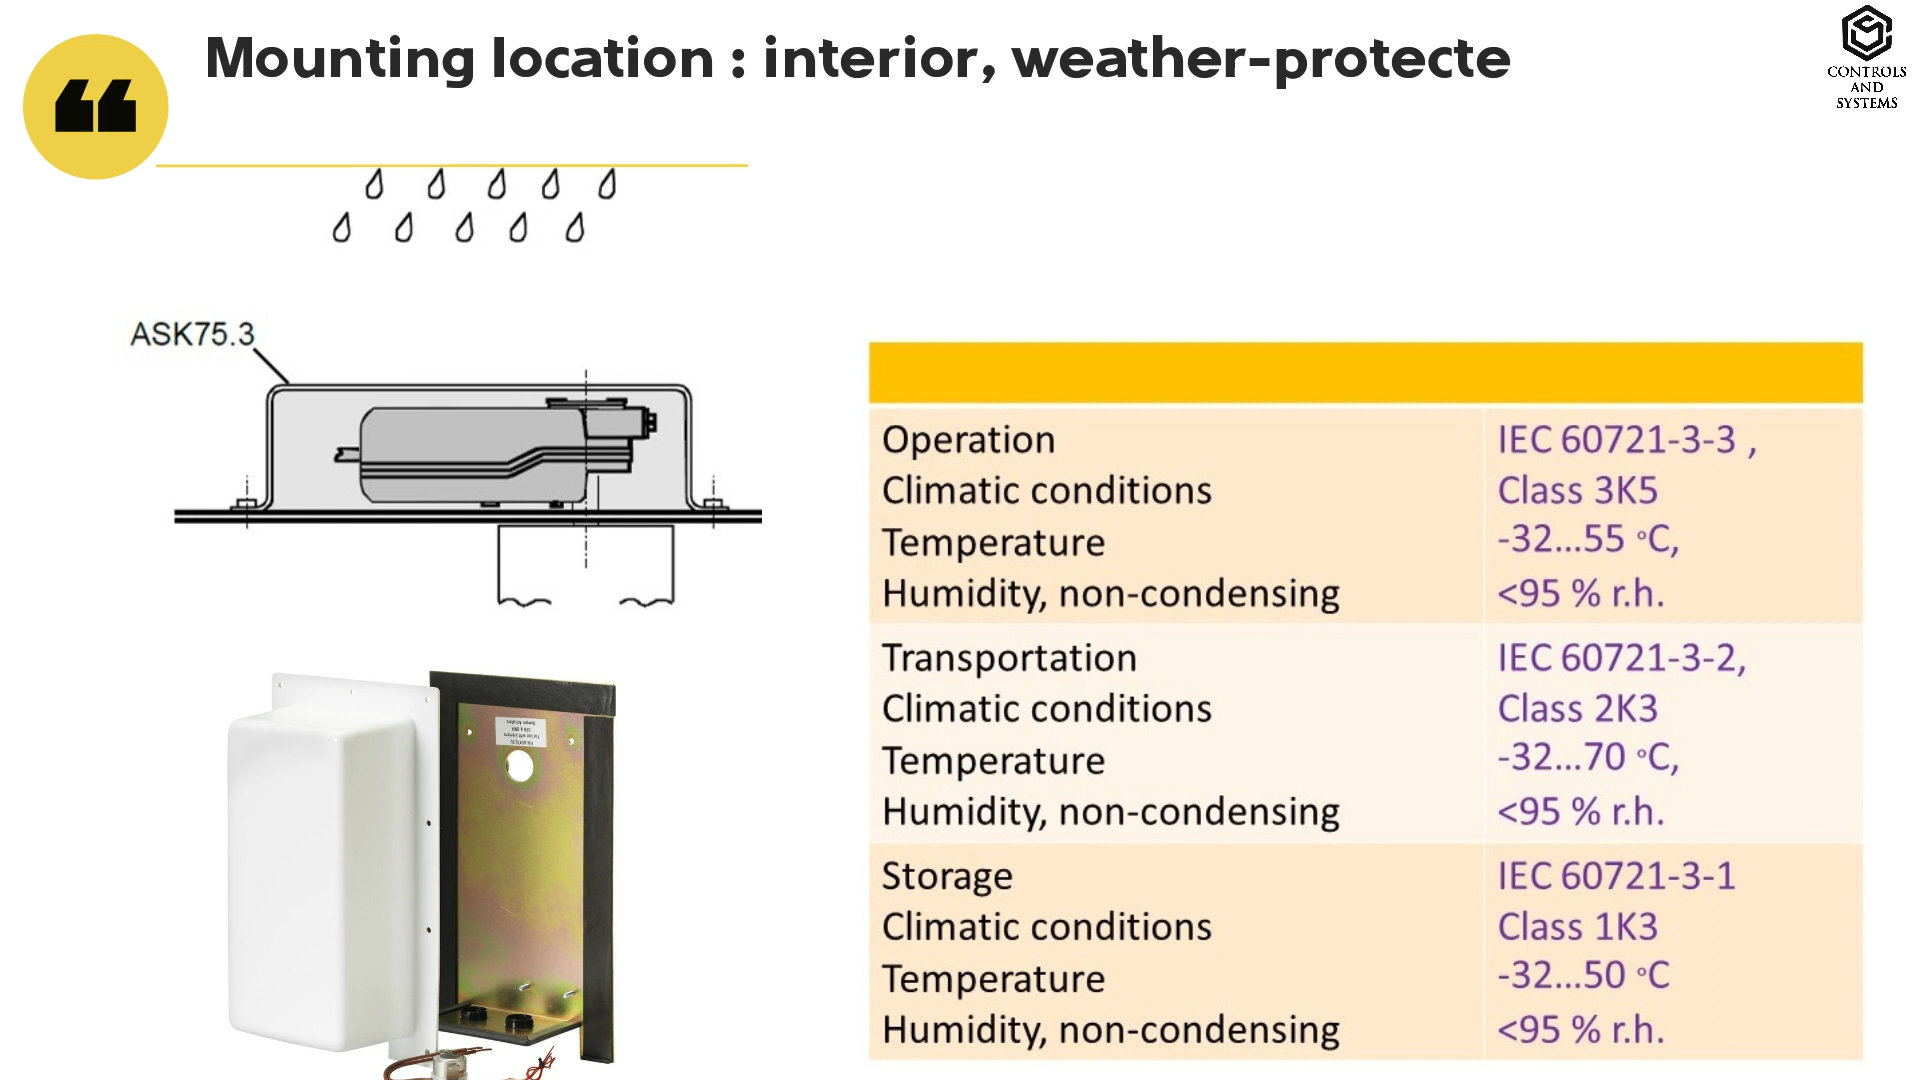 Mounting location : interior, weather-protecte
CONTROLS
AND
SYSTEMS
ASK75.3
Operation
Climatic conditions
Temperature
Humidity, non-condensing
IEC 60721-3-3 ,
Class 3K5
-32...55 °C,
<95 % r.h.
Transportation
Climatic conditions
Temperature
Humidity, non-condensing
IEC 60721-3-2,
Class 2K3
-32...70 °C,
<95 % r.h.
Storage
Climatic conditions
Temperature
Humidity, non-condensing
IEC 60721-3-1
Class 1K3
-32...50 °C
<95 % r.h.